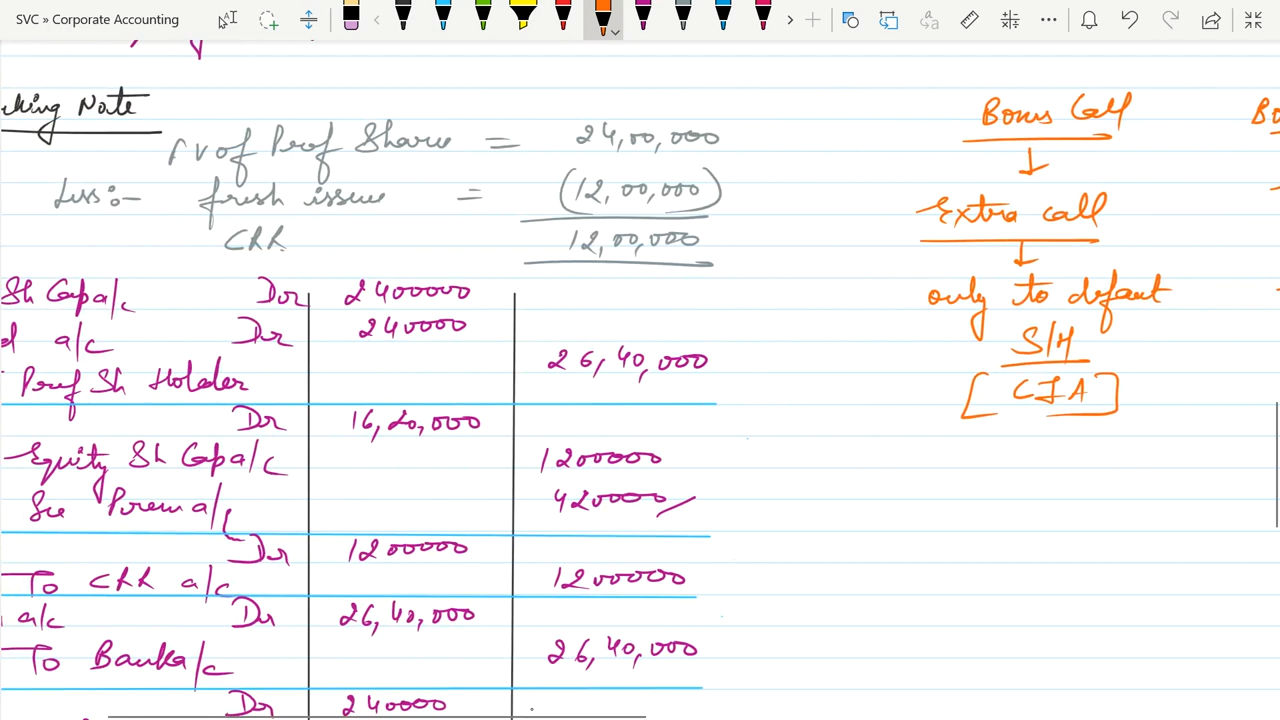 SVC » Corporate Accounting
king Note
FV of Pref Share = 24,00,000
Less:- fresh issue = (12,00,000)
CRR 12,00,000
Sh Cap a/c Dr 2400000
a/c Dr 240000
Pref Sh Holder 26,40,000
Dr 16,20,000
Equity Sh Cap a/c 1200000
Sec Prem a/c 420000
Dr 1200000
To CRR a/c 1200000
a/c Dr 26,40,000
To Bank a/c 26,40,000
Dr 240000
Bonus Call
Extra call
only to
S/H
[ CIA ]
Bo